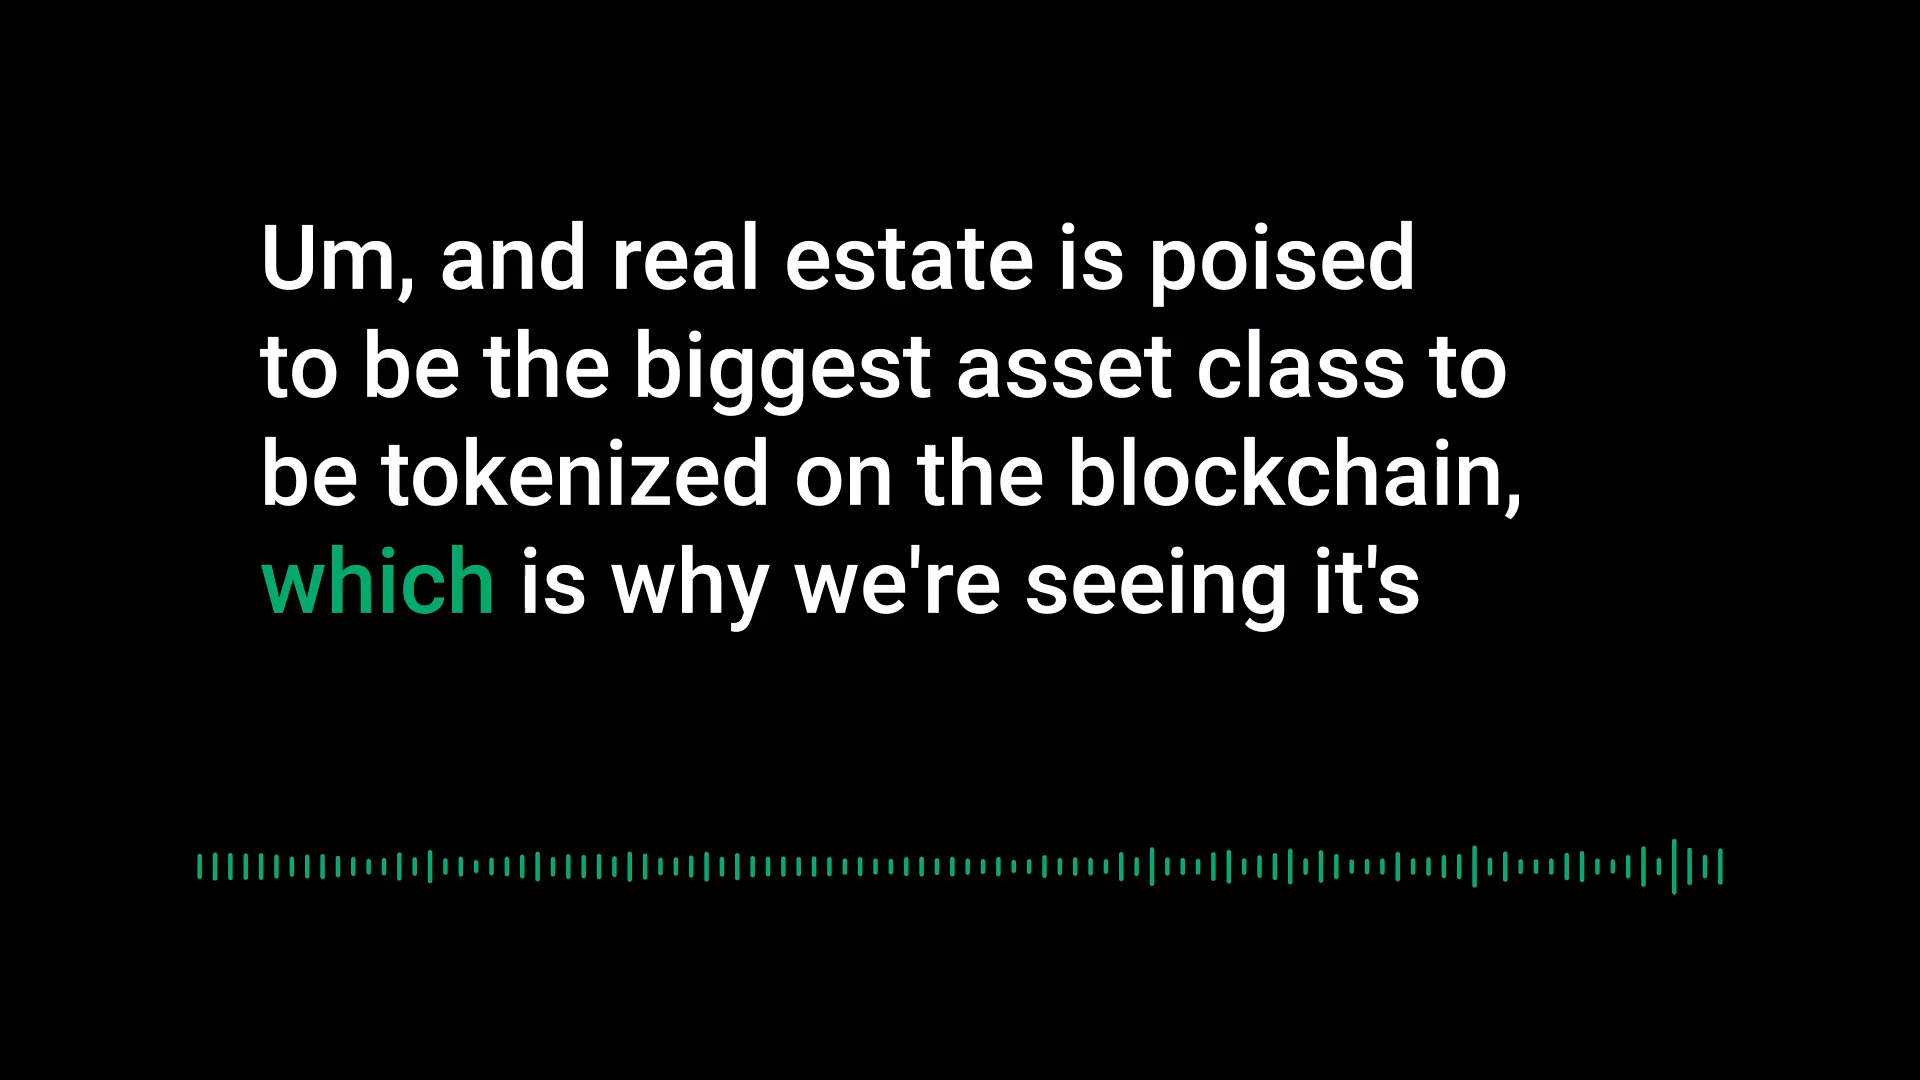 Um, and real estate is poised
to be the biggest asset class to
be tokenized on the blockchain,
which is why we're seeing it's